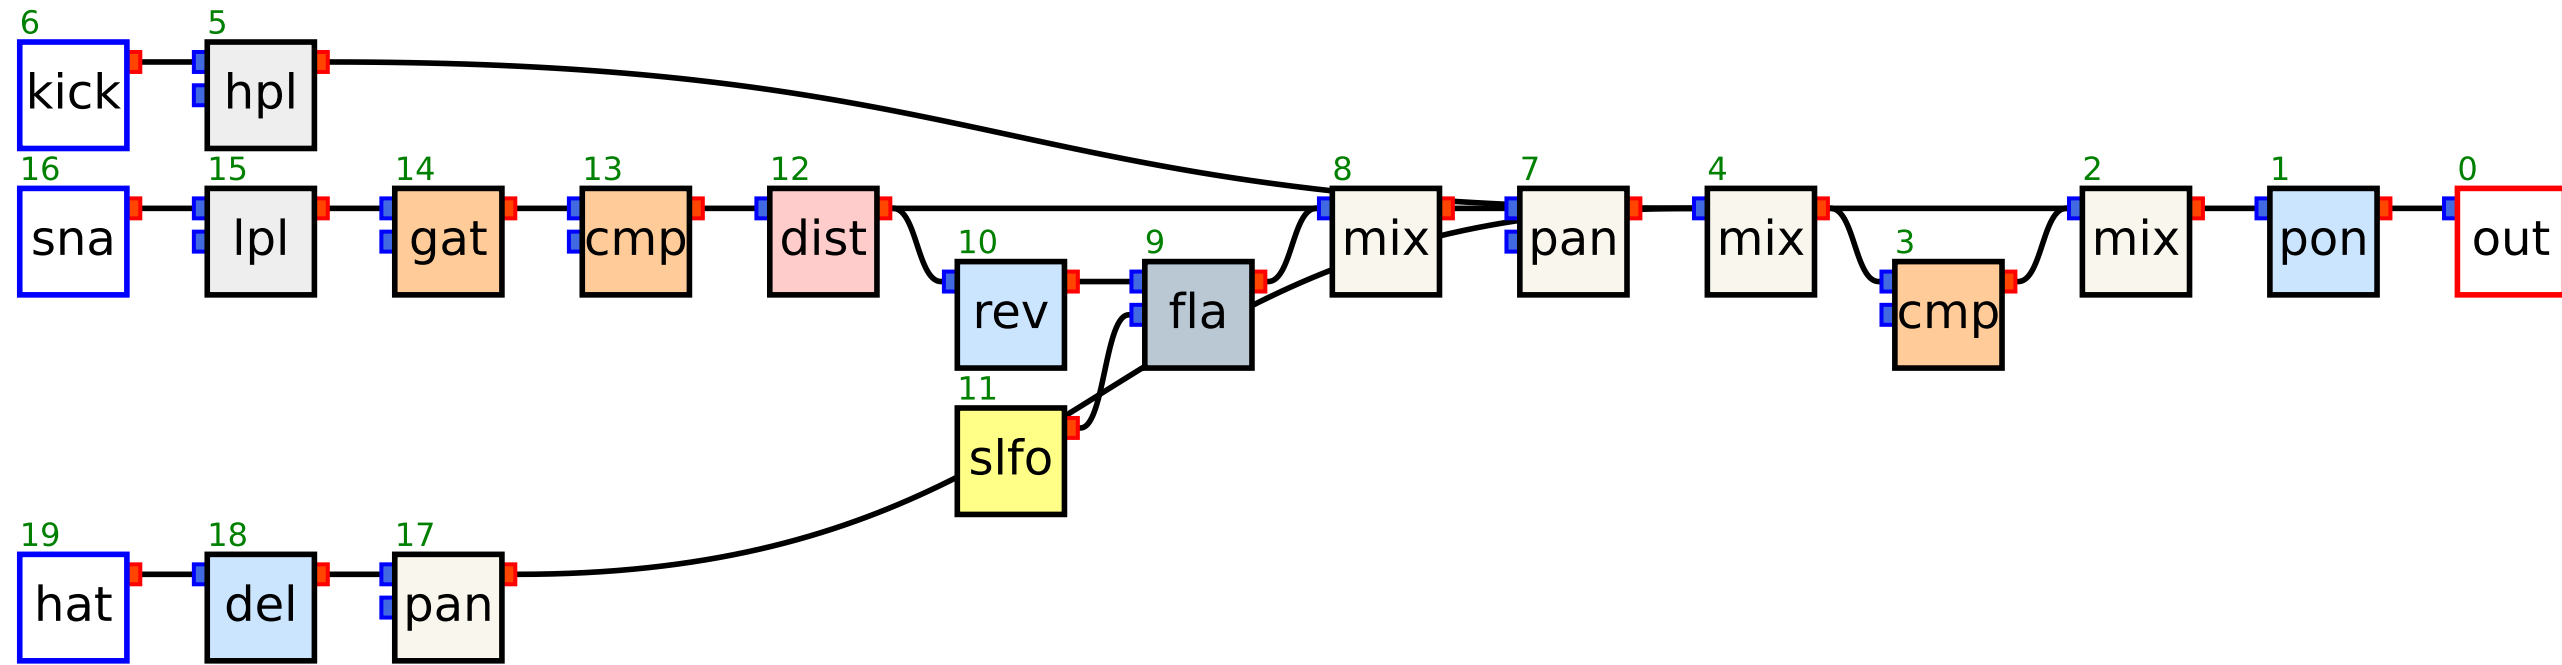 6 5
kick hpl
16 15 14 13 12 8 7 4 2 1 0
sna lpl gat cmp dist mix pan mix mix pon out
10 9 3
rev fla cmp
11
slfo
19 18 17
hat del pan